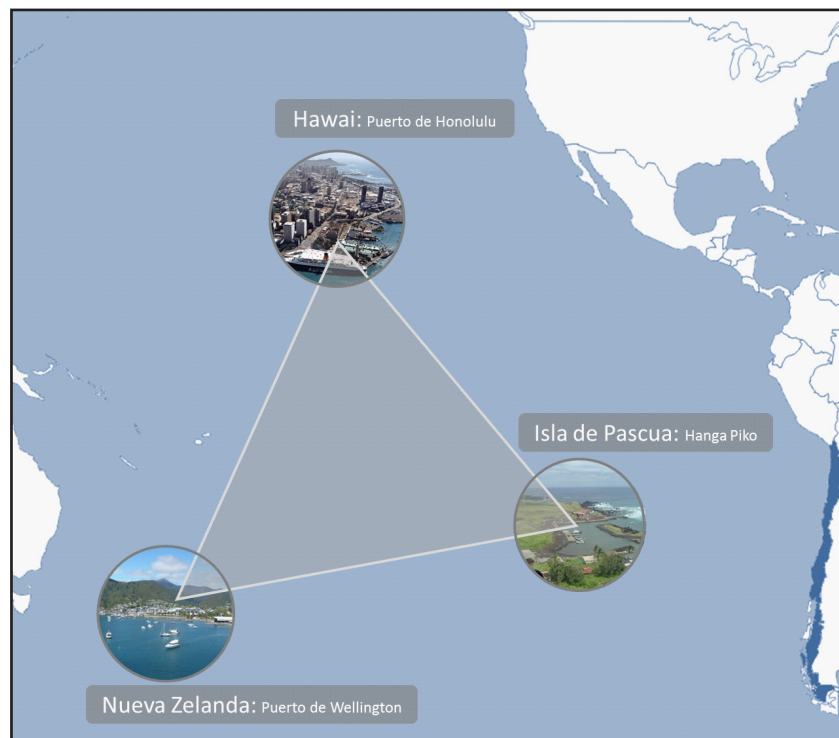 Hawai: Puerto de Honolulu
Isla de Pascua: Hanga Piko
Nueva Zelanda: Puerto de Wellington